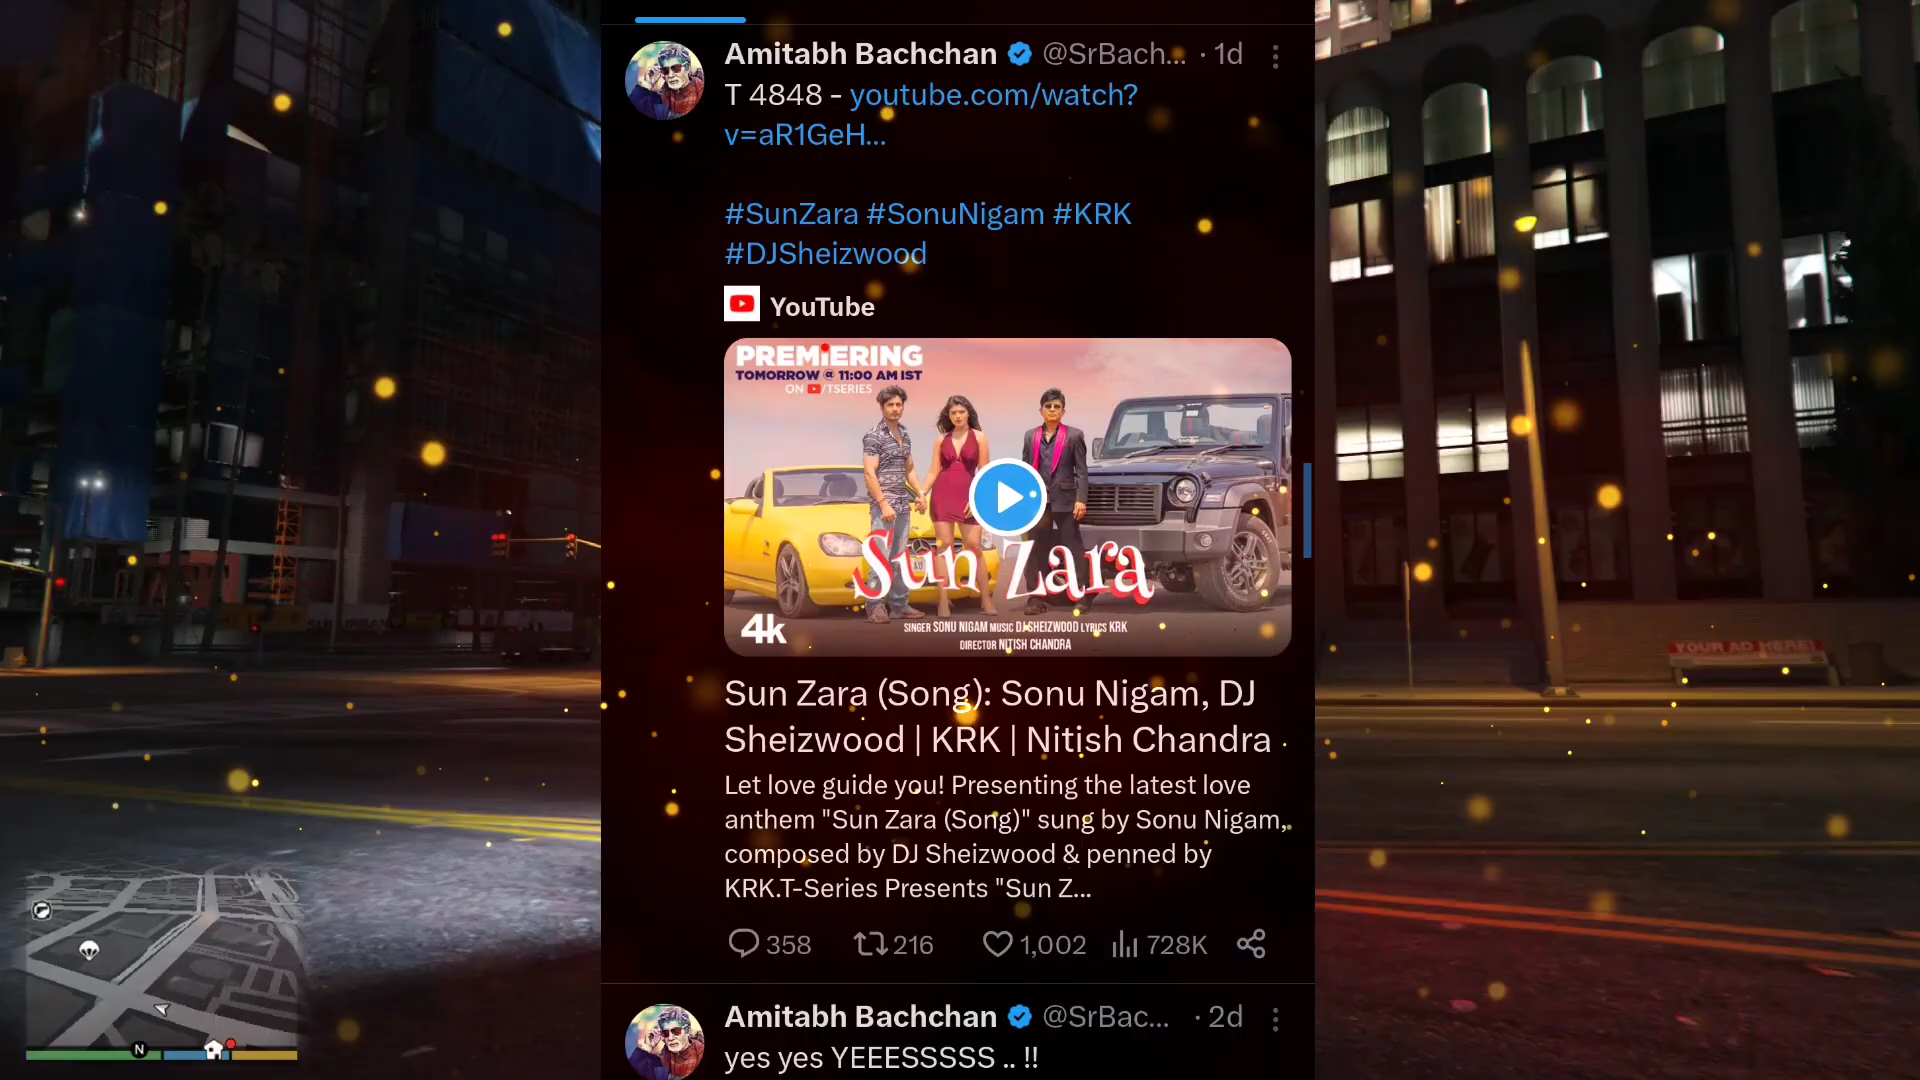 Amitabh Bachchan @SrBach... · 1d
T 4848 - youtube.com/watch?
v=aR1GeH...
#SunZara #SonuNigam #KRK
#DJSheizwood
YouTube
PREMiERING
TOMORROW @ 11:00 AM IST
ON /TSERIES
Sun Zara
4k
SINGER SONU NIGAM MUSIC DJ SHEIZWOOD LYRICS KRK
DIRECTOR NITISH CHANDRA
Sun Zara (Song): Sonu Nigam, DJ
Sheizwood | KRK | Nitish Chandra
Let love guide you! Presenting the latest love
anthem "Sun Zara (Song)" sung by Sonu Nigam,
composed by DJ Sheizwood & penned by
KRK.T-Series Presents "Sun Z...
358 216 1,002 728K
YOUR AD HERE!
Amitabh Bachchan @SrBac... · 2d
yes yes YEEESSSSS .. !!
N